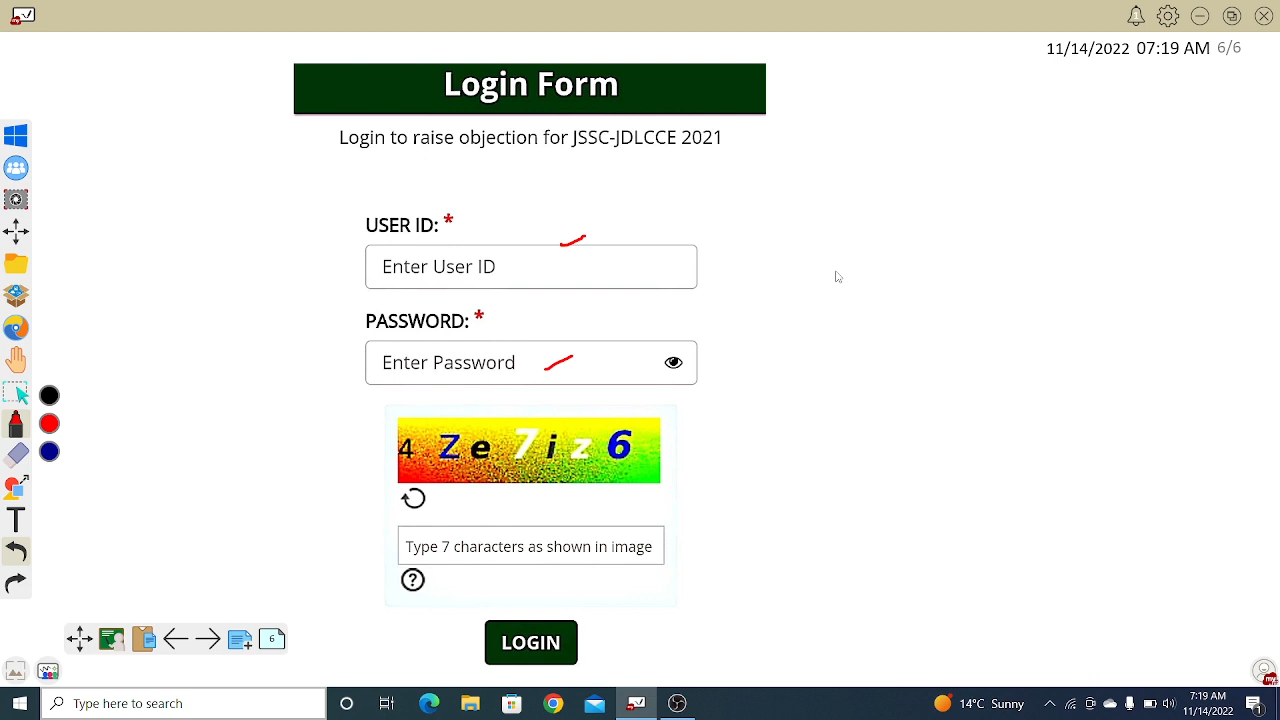 11/14/2022 07:19 AM 6/6
Login Form
Login to raise objection for JSSC-JDLCCE 2021
USER ID: *
Enter User ID
PASSWORD: *
Enter Password
4 Z e 7 i z 6
Type 7 characters as shown in image
?
T
6
LOGIN
Type here to search
14°C Sunny
7:19 AM
11/14/2022